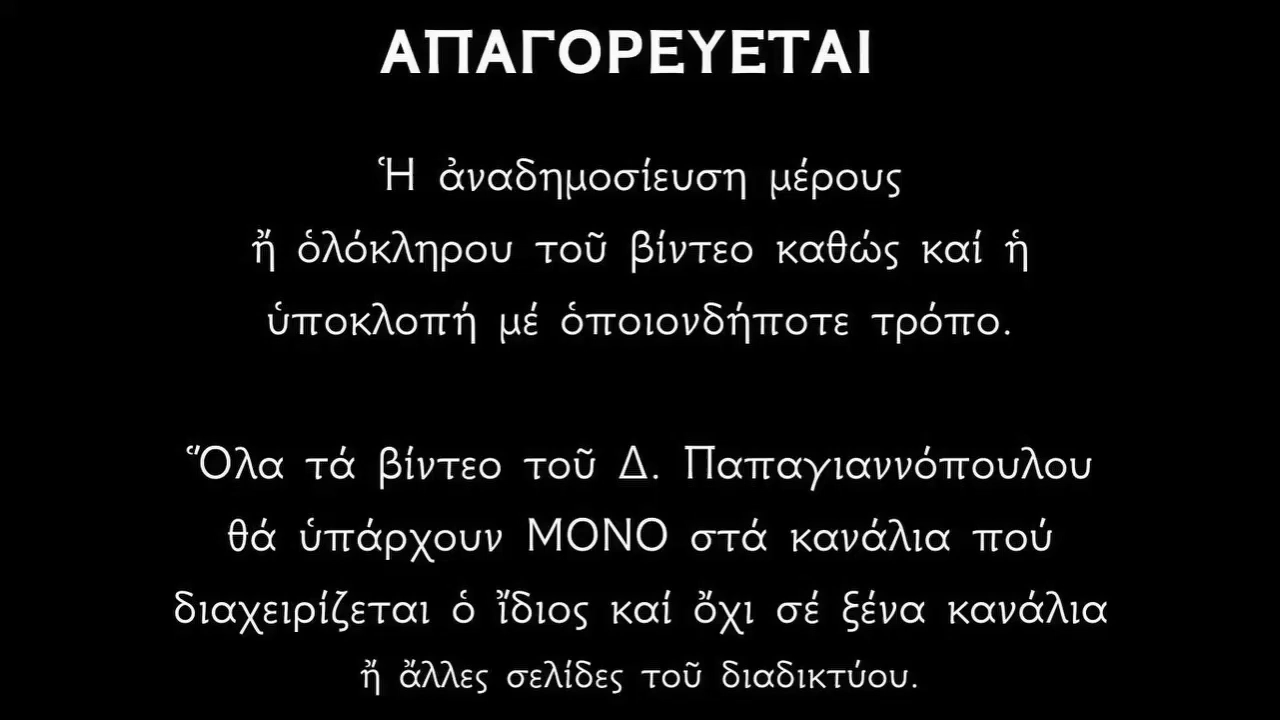 ΑΠΑΓΟΡΕΥΕΤΑΙ
Ἡ ἀναδημοσίευση μέρους
ἤ ὁλόκληρου τοῦ βίντεο καθώς καί ἡ
ὑποκλοπή μέ ὁποιονδήποτε τρόπο.
Ὅλα τά βίντεο τοῦ Δ. Παπαγιαννόπουλου
θά ὑπάρχουν ΜΟΝΟ στά κανάλια πού
διαχειρίζεται ὁ ἴδιος καί ὄχι σέ ξένα κανάλια
ἤ ἄλλες σελίδες τοῦ διαδικτύου.